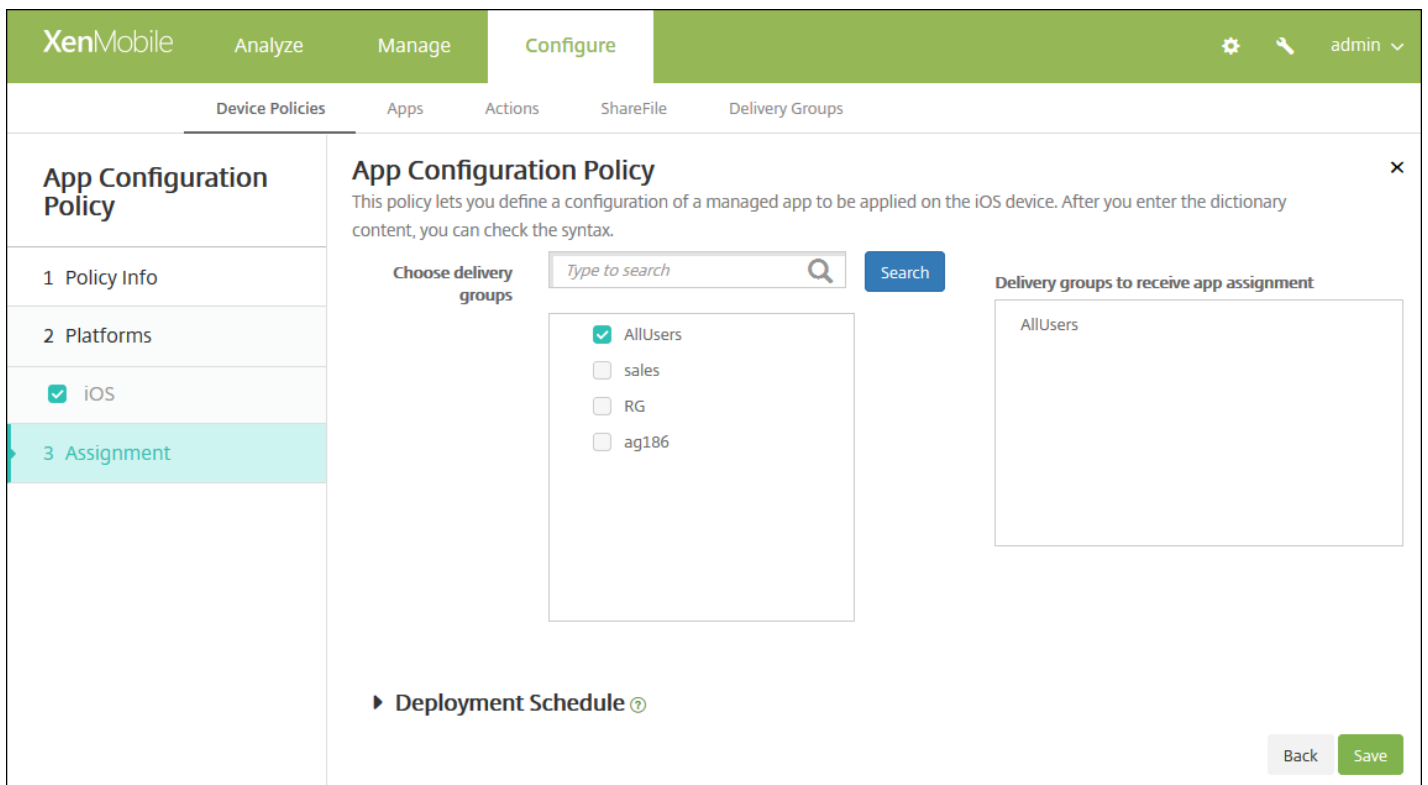 XenMobile Analyze Manage Configure admin
Device Policies Apps Actions ShareFile Delivery Groups
App Configuration
Policy
1 Policy Info
2 Platforms
iOS
3 Assignment
App Configuration Policy
This policy lets you define a configuration of a managed app to be applied on the iOS device. After you enter the dictionary
content, you can check the syntax.
Choose delivery
groups
Type to search
Search
AllUsers
sales
RG
ag186
Delivery groups to receive app assignment
AllUsers
Deployment Schedule ?
Back Save